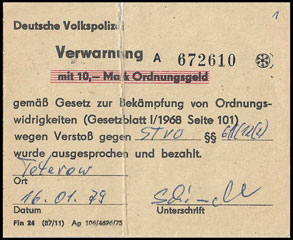 1
Deutsche Volkspolizei
Verwarnung A 672610
mit 10,– Mark Ordnungsgeld
gemäß Gesetz zur Bekämpfung von Ordnungs-
widrigkeiten (Gesetzblatt I/1968 Seite 101)
wegen Verstoß gegen StVO §§
wurde ausgesprochen und bezahlt.
Teterow
Ort
16.01.79
Datum Unterschrift
Fin 24 (87/11) Ag 106/4626/75